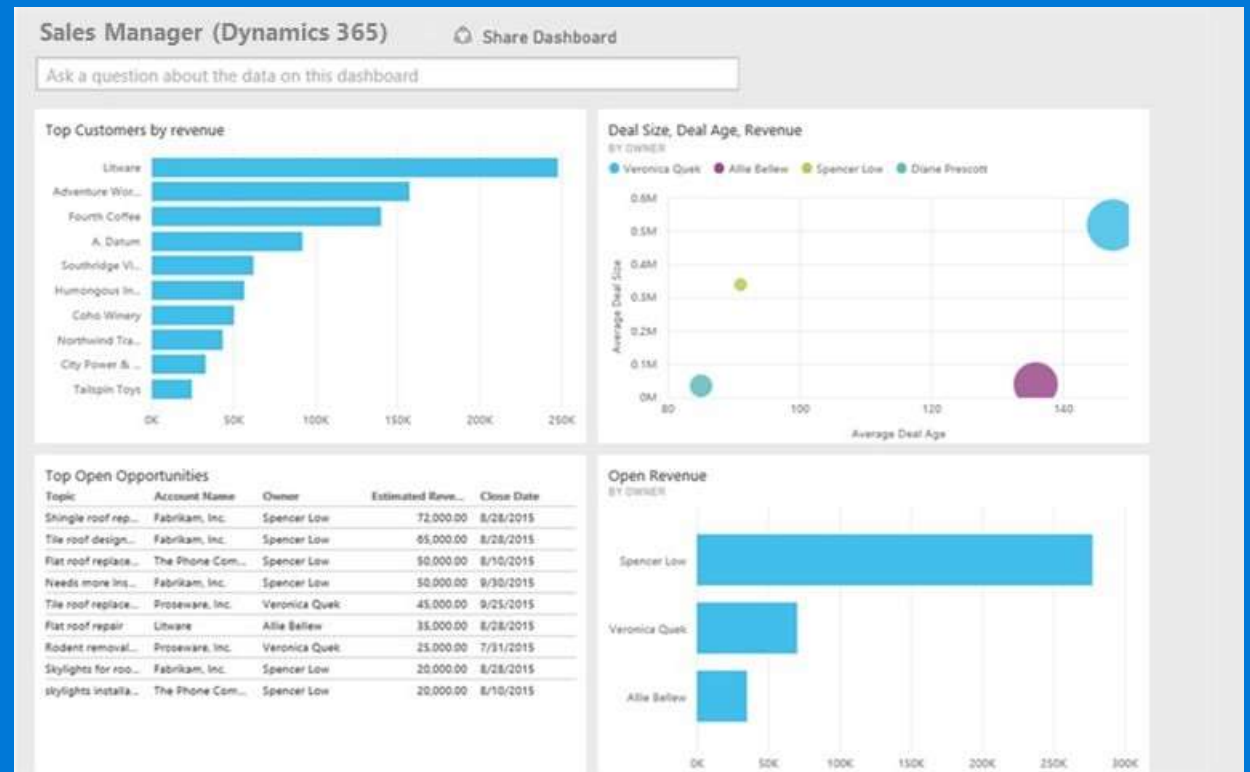 Sales Manager (Dynamics 365)
Share Dashboard
Ask a question about the data on this dashboard
Top Customers by revenue
Litware
Adventure Wor...
Fourth Coffee
A. Datum
Southridge Vi...
Humongous In...
Coho Winery
Northwind Tra...
City Power & ...
Tailspin Toys
0K 50K 100K 150K 200K 250K
Deal Size, Deal Age, Revenue
BY OWNER
Veronica Quek Allie Bellew Spencer Low Diane Prescott
Average Deal Size
0.6M
0.5M
0.4M
0.3M
0.2M
0.1M
0M
80 100 120 140
Average Deal Age
Top Open Opportunities
Topic Account Name Owner Estimated Reve... Close Date
Shingle roof rep... Fabrikam, Inc. Spencer Low 72,000.00 8/28/2015
Tile roof design... Fabrikam, Inc. Spencer Low 65,000.00 8/28/2015
Flat roof replace... The Phone Com... Spencer Low 50,000.00 8/10/2015
Needs more Ins... Fabrikam, Inc. Spencer Low 50,000.00 9/30/2015
Tile roof replace... Proseware, Inc. Veronica Quek 45,000.00 9/25/2015
Flat roof repair Litware Allie Bellew 35,000.00 8/28/2015
Rodent removal... Proseware, Inc. Veronica Quek 25,000.00 7/31/2015
Skylights for roo... Fabrikam, Inc. Spencer Low 20,000.00 8/28/2015
skylights installa... The Phone Com... Spencer Low 20,000.00 8/10/2015
Open Revenue
BY OWNER
Spencer Low
Veronica Quek
Allie Bellew
0K 50K 100K 150K 200K 250K 300K